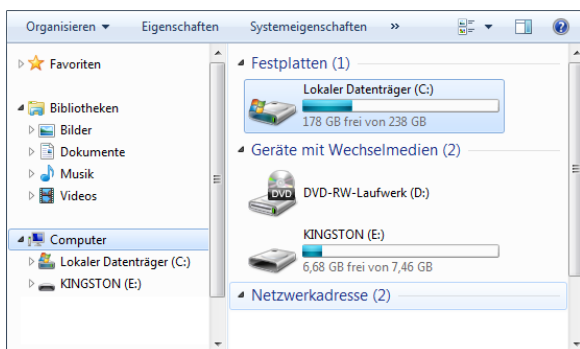 Organisieren Eigenschaften Systemeigenschaften »
Favoriten
Bibliotheken
Bilder
Dokumente
Musik
Videos
Computer
Lokaler Datenträger (C:)
KINGSTON (E:)
Festplatten (1)
Lokaler Datenträger (C:)
178 GB frei von 238 GB
Geräte mit Wechselmedien (2)
DVD
DVD-RW-Laufwerk (D:)
KINGSTON (E:)
6,68 GB frei von 7,46 GB
Netzwerkadresse (2)